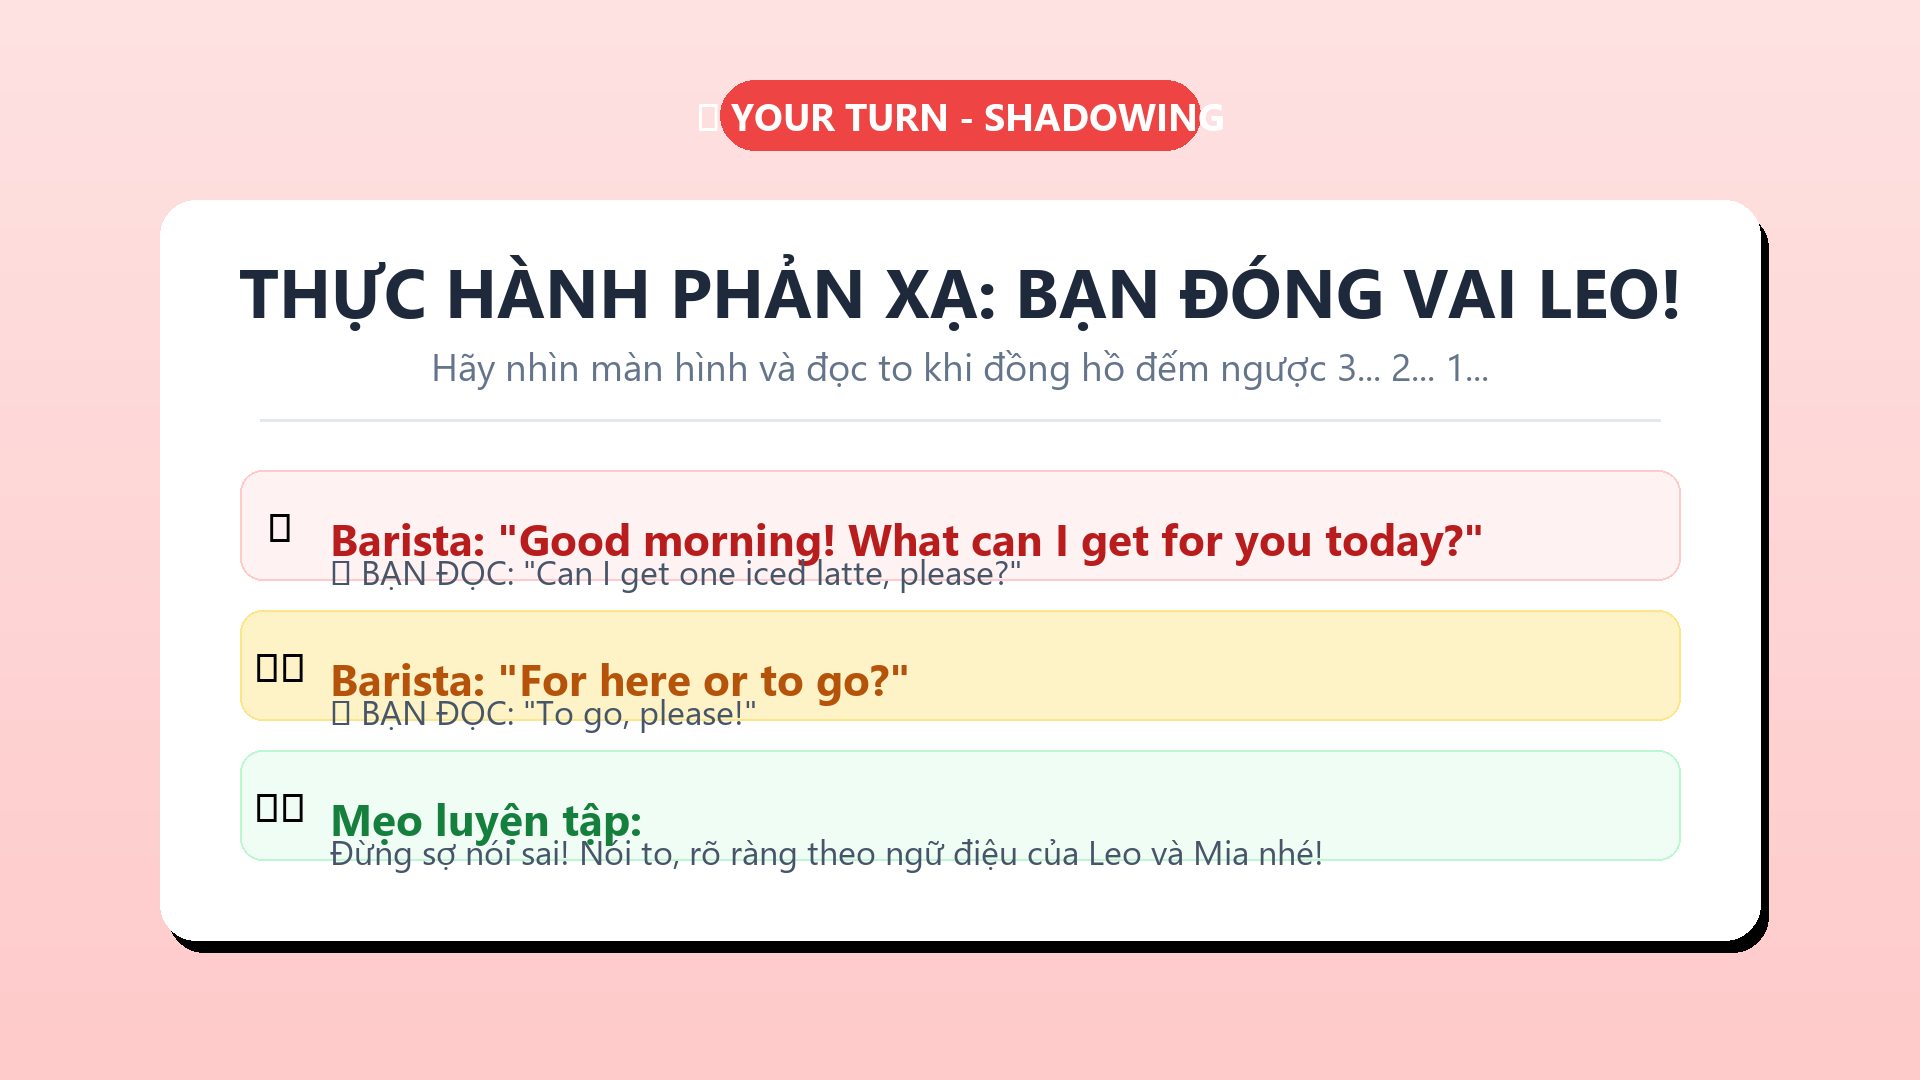 YOUR TURN - SHADOWING
THỰC HÀNH PHẢN XẠ: BẠN ĐÓNG VAI LEO!
Hãy nhìn màn hình và đọc to khi đồng hồ đếm ngược 3... 2... 1...
Barista: "Good morning! What can I get for you today?"
BẠN ĐỌC: "Can I get one iced latte, please?"
Barista: "For here or to go?"
BẠN ĐỌC: "To go, please!"
Mẹo luyện tập:
Đừng sợ nói sai! Nói to, rõ ràng theo ngữ điệu của Leo và Mia nhé!